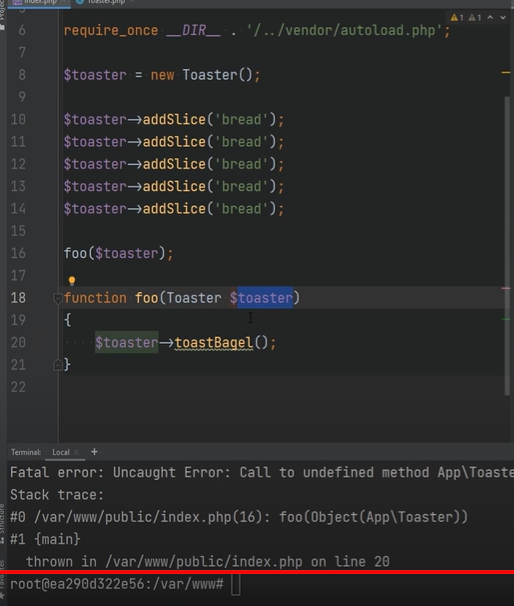 index.php Toaster.php
1 1
6 require_once __DIR__ . '/../vendor/autoload.php';
7
8 $toaster = new Toaster();
9
10 $toaster->addSlice('bread');
11 $toaster->addSlice('bread');
12 $toaster->addSlice('bread');
13 $toaster->addSlice('bread');
14 $toaster->addSlice('bread');
15
16 foo($toaster);
17
18 function foo(Toaster $toaster)
19 {
20 $toaster->toastBagel();
21 }
22
Terminal: Local × +
Fatal error: Uncaught Error: Call to undefined method App\Toaste
Stack trace:
#0 /var/www/public/index.php(16): foo(Object(App\Toaster))
#1 {main}
thrown in /var/www/public/index.php on line 20
root@ea290d322e56:/var/www#